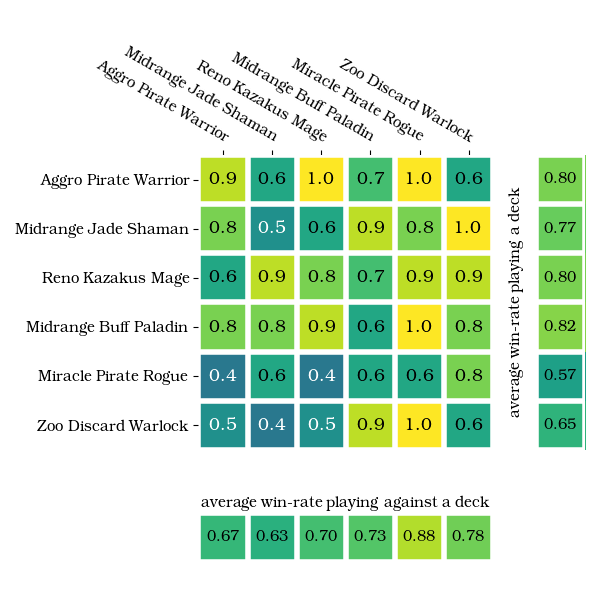 Aggro Pirate Warrior
Midrange Jade Shaman
Reno Kazakus Mage
Midrange Buff Paladin
Miracle Pirate Rogue
Zoo Discard Warlock
Aggro Pirate Warrior 0.9 0.6 1.0 0.7 1.0 0.6 0.80
Midrange Jade Shaman 0.8 0.5 0.6 0.9 0.8 1.0 0.77
Reno Kazakus Mage 0.6 0.9 0.8 0.7 0.9 0.9 0.80
Midrange Buff Paladin 0.8 0.8 0.9 0.6 1.0 0.8 0.82
Miracle Pirate Rogue 0.4 0.6 0.4 0.6 0.6 0.8 0.57
Zoo Discard Warlock 0.5 0.4 0.5 0.9 1.0 0.6 0.65
average win-rate playing a deck
average win-rate playing against a deck
0.67 0.63 0.70 0.73 0.88 0.78